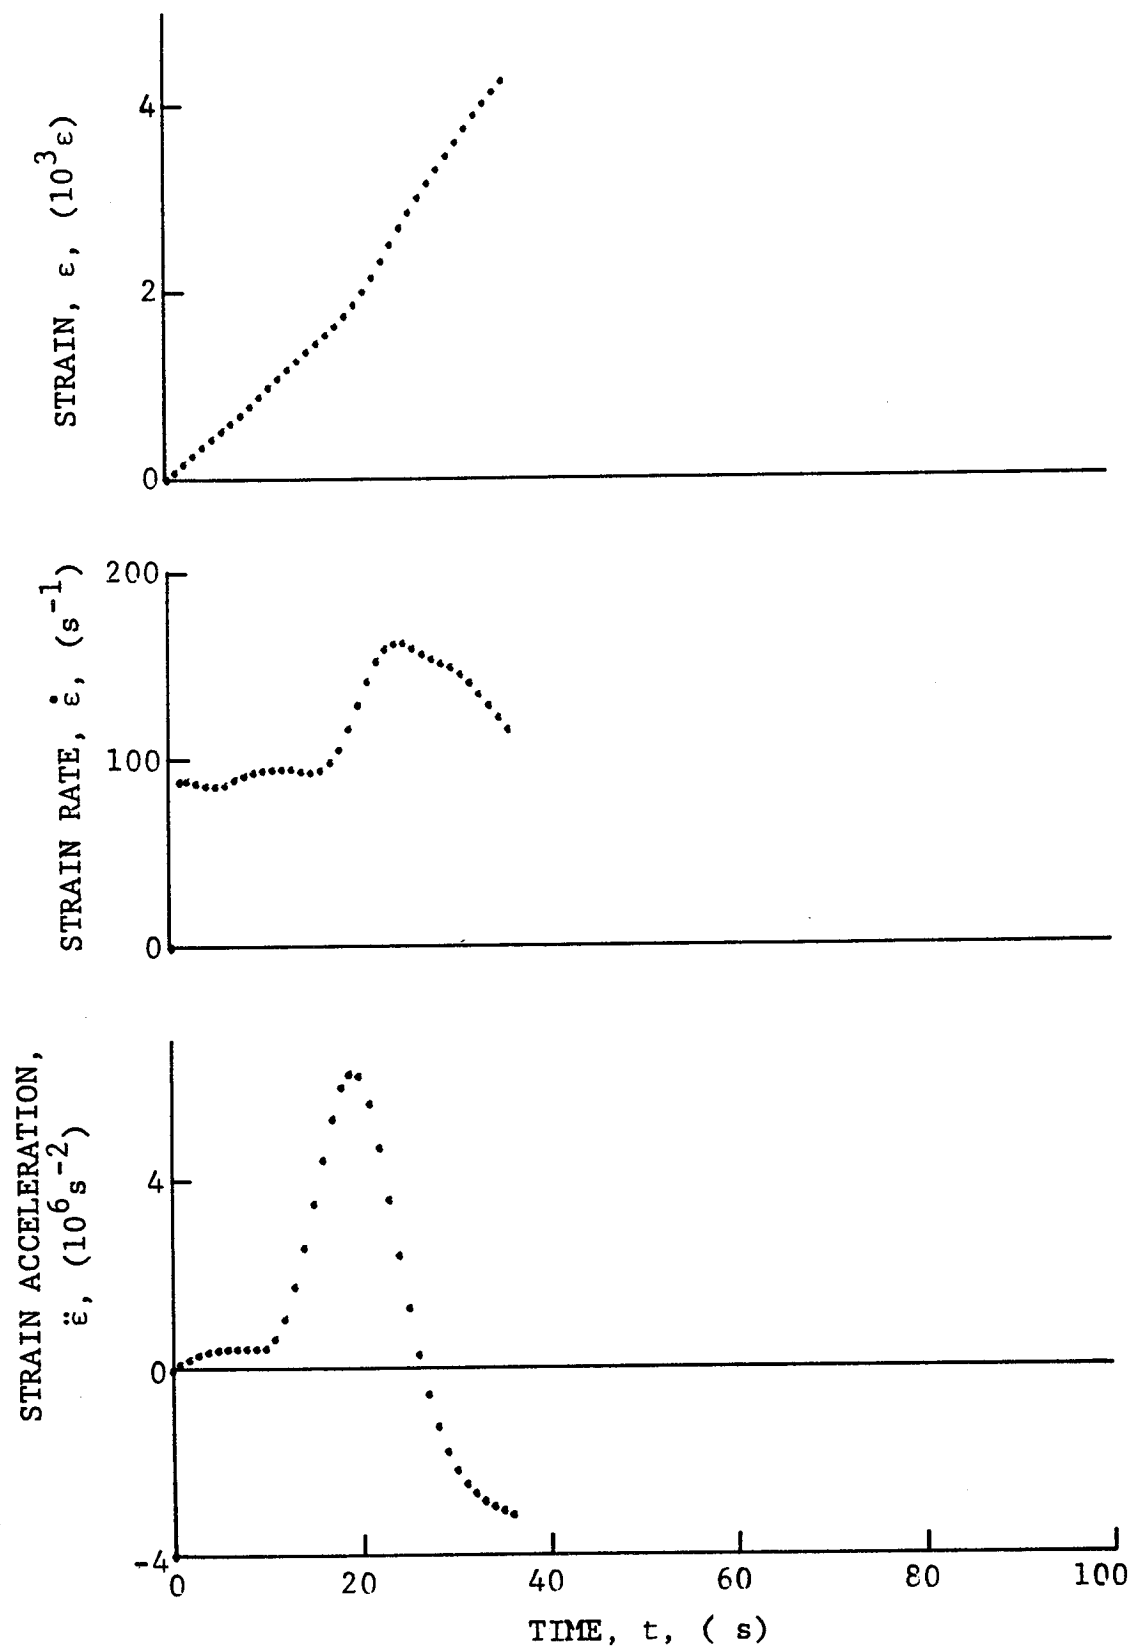 STRAIN, ε, (10³ε)
4
2
0
STRAIN RATE, ε̇, (s⁻¹)
200
100
0
STRAIN ACCELERATION,
ε̈, (10⁶s⁻²)
4
0
-4
0 20 40 60 80 100
TIME, t, ( s)